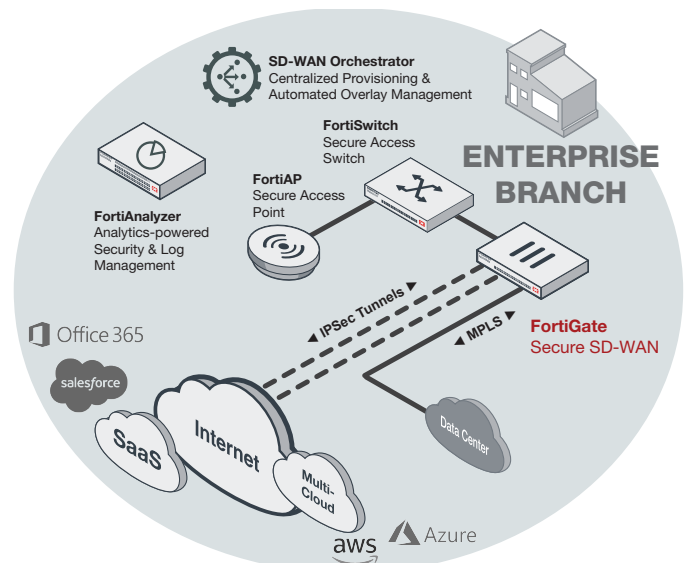 SD-WAN Orchestrator
Centralized Provisioning &
Automated Overlay Management
FortiSwitch
Secure Access
Switch
ENTERPRISE
BRANCH
FortiAP
Secure Access
Point
FortiAnalyzer
Analytics-powered
Security & Log
Management
IPSec Tunnels
MPLS
FortiGate
Secure SD-WAN
Office 365
salesforce
SaaS
Internet
Multi-
Cloud
Data Center
aws
Azure